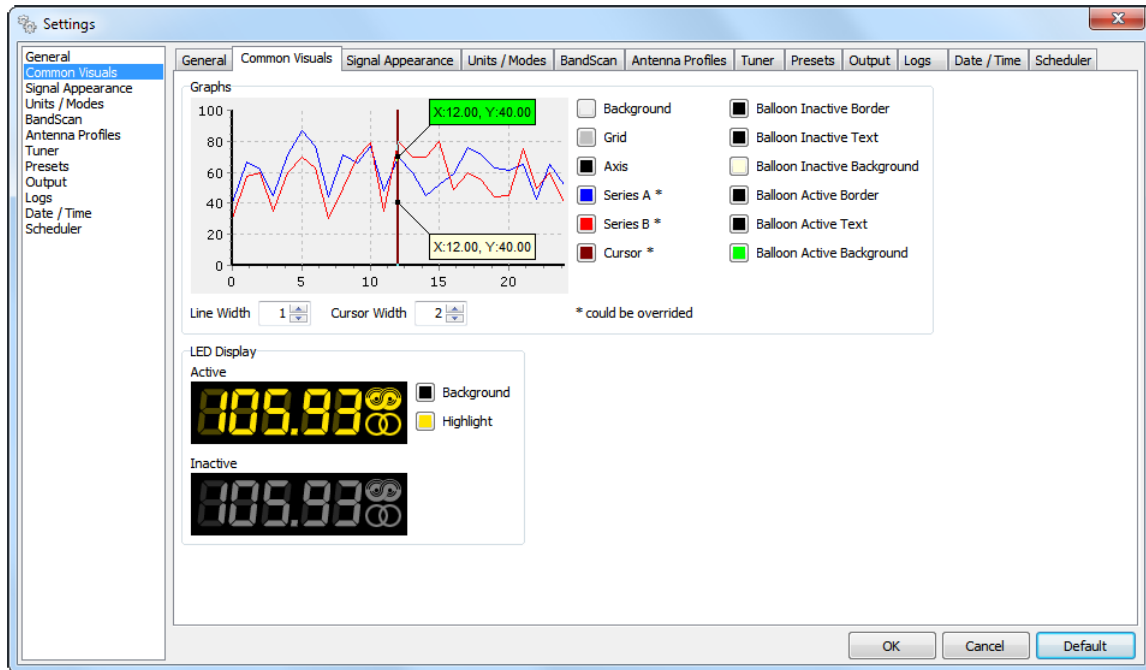 Settings
General
Common Visuals
Signal Appearance
Units / Modes
BandScan
Antenna Profiles
Tuner
Presets
Output
Logs
Date / Time
Scheduler
General Common Visuals Signal Appearance Units / Modes BandScan Antenna Profiles Tuner Presets Output Logs Date / Time Scheduler
Graphs
100
80
60
40
20
0
0 5 10 15 20
X:12.00, Y:40.00
X:12.00, Y:40.00
Background
Grid
Axis
Series A *
Series B *
Cursor *
Balloon Inactive Border
Balloon Inactive Text
Balloon Inactive Background
Balloon Active Border
Balloon Active Text
Balloon Active Background
Line Width 1 Cursor Width 2 * could be overrided
LED Display
Active
105.93
Background
Highlight
Inactive
105.93
OK Cancel Default